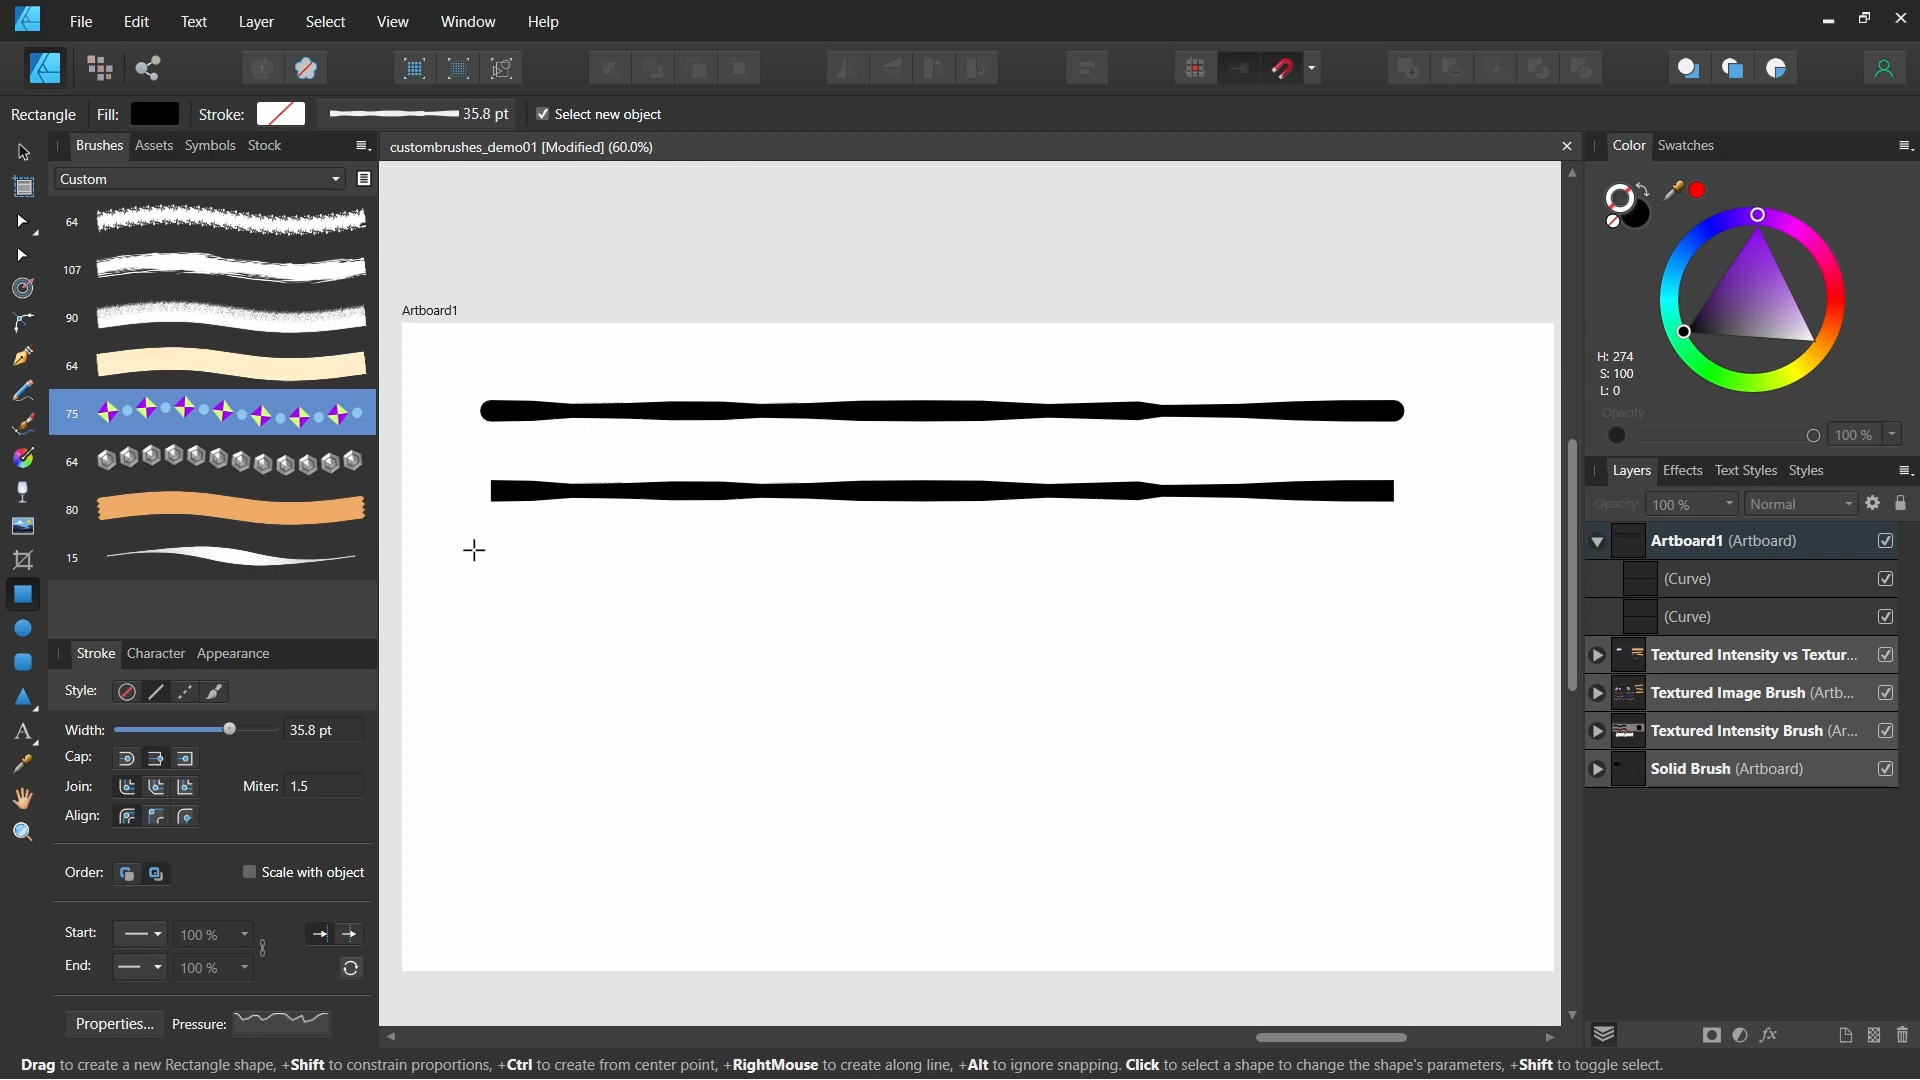 File Edit Text Layer Select View Window Help
Rectangle Fill: Stroke: 35.8 pt Select new object
Brushes Assets Symbols Stock
custombrushes_demo01 [Modified] (60.0%)
Color Swatches
Custom
64
107
90
64
75
64
80
15
Artboard1
H: 274
S: 100
L: 0
Opacity
100 %
Layers Effects Text Styles Styles
Opacity: 100 % Normal
Artboard1 (Artboard)
(Curve)
(Curve)
Textured Intensity vs Textur...
Textured Image Brush (Artb...
Textured Intensity Brush (Ar...
Solid Brush (Artboard)
Stroke Character Appearance
Style:
Width: 35.8 pt
Cap:
Join: Miter: 1.5
Align:
Order: Scale with object
Start: 100 %
End: 100 %
Properties... Pressure:
Drag to create a new Rectangle shape, +Shift to constrain proportions, +Ctrl to create from center point, +RightMouse to create along line, +Alt to ignore snapping. Click to select a shape to change the shape's parameters, +Shift to toggle select.